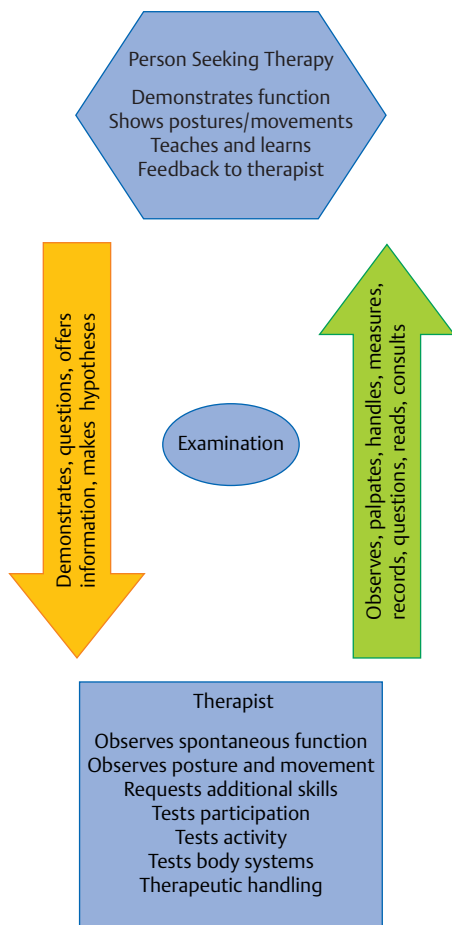 Person Seeking Therapy
Demonstrates function
Shows postures/movements
Teaches and learns
Feedback to therapist
Demonstrates, questions, offers
information, makes hypotheses
Examination
Observes, palpates, handles, measures,
records, questions, reads, consults
Therapist
Observes spontaneous function
Observes posture and movement
Requests additional skills
Tests participation
Tests activity
Tests body systems
Therapeutic handling